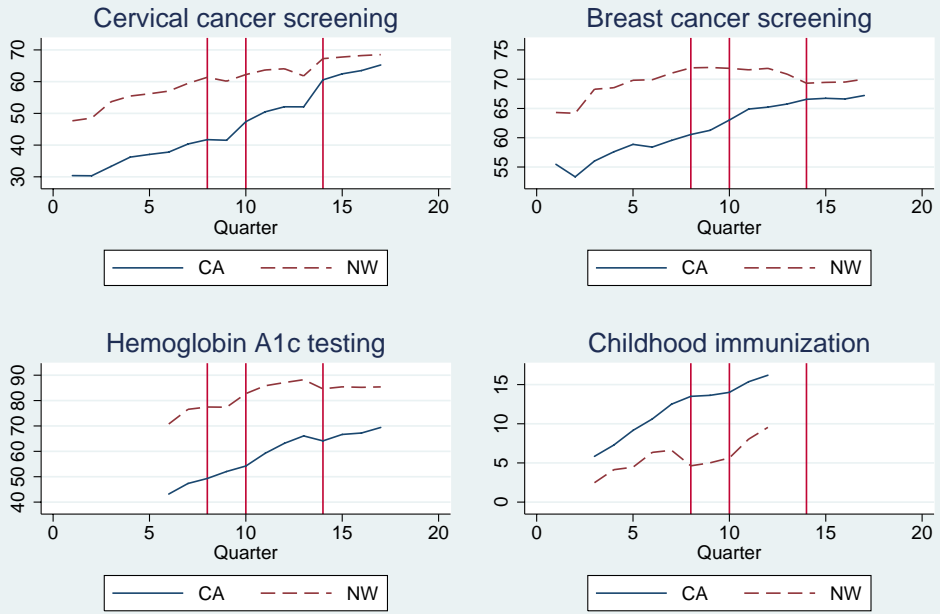 Cervical cancer screening
70
60
50
40
30
0 5 10 15 20
Quarter
CA NW
Breast cancer screening
75
70
65
60
55
0 5 10 15 20
Quarter
CA NW
Hemoglobin A1c testing
90
80
70
60
50
40
0 5 10 15 20
Quarter
CA NW
Childhood immunization
15
10
5
0
0 5 10 15 20
Quarter
CA NW